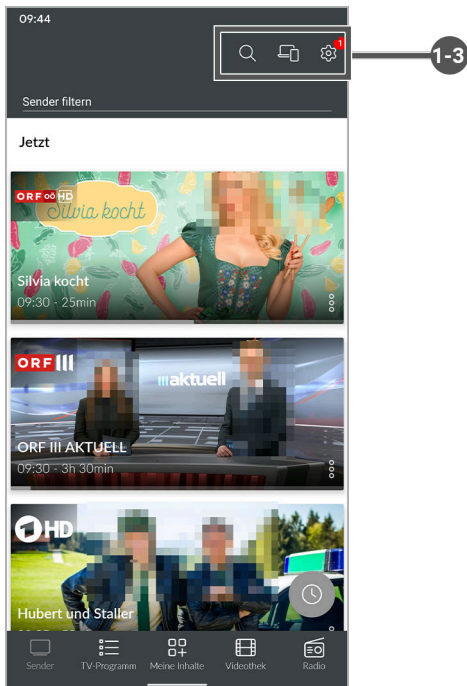 09:44
1
1-3
Sender filtern
Jetzt
ORF oö HD
Silvia kocht
Silvia kocht
09:30 - 25min
ORF III
III aktuell
ORF III AKTUELL
09:30 - 3h 30min
1 HD
Hubert und Staller
Sender
TV-Programm
Meine Inhalte
Videothek
Radio